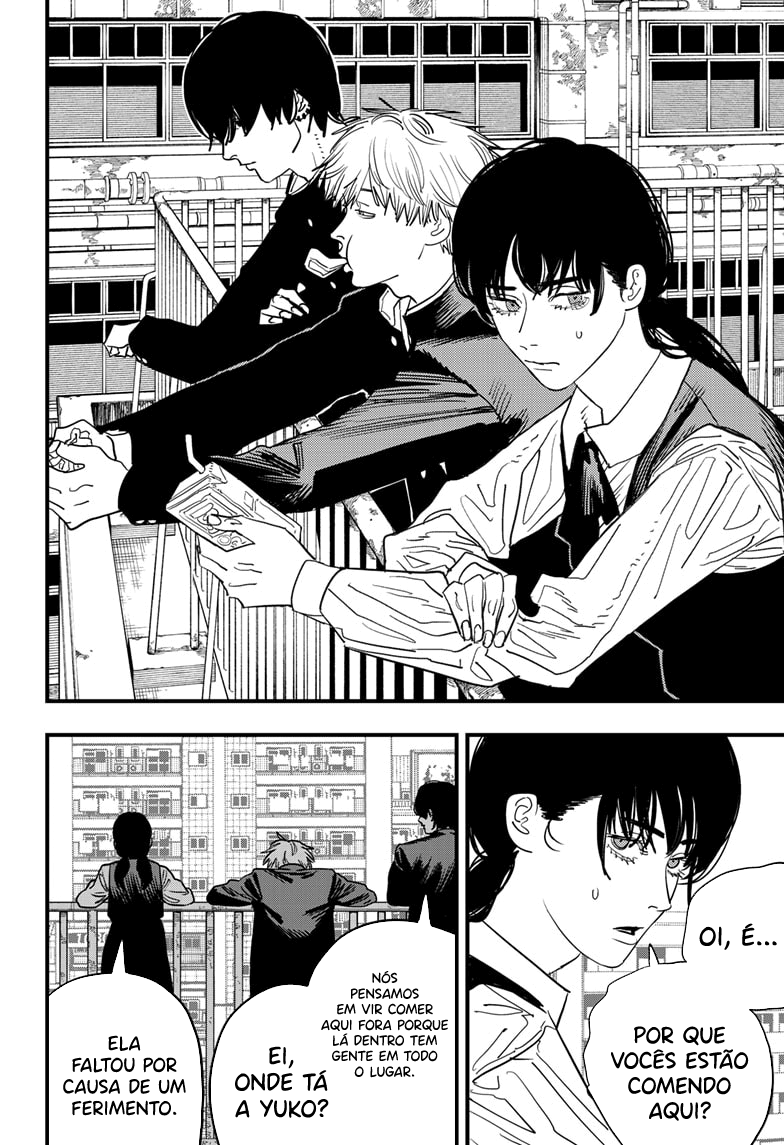 OI, É...
POR QUE
VOCÊS ESTÃO
COMENDO
AQUI?
NÓS
PENSAMOS
EM VIR COMER
AQUI FORA PORQUE
LÁ DENTRO TEM
GENTE EM TODO
O LUGAR.
EI,
ONDE TÁ
A YUKO?
ELA
FALTOU POR
CAUSA DE UM
FERIMENTO.